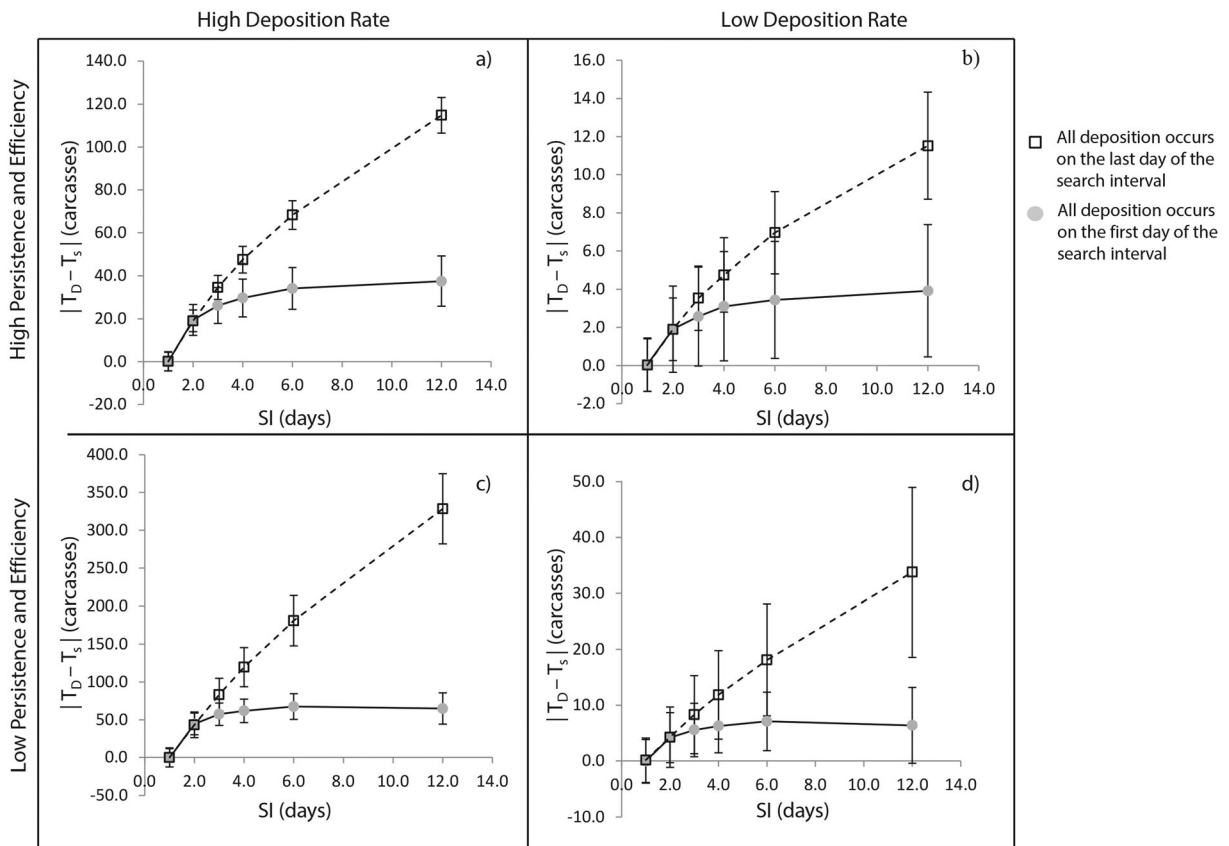 High Deposition Rate
Low Deposition Rate
High Persistence and Efficiency
Low Persistence and Efficiency
a)
140.0
120.0
100.0
80.0
60.0
40.0
20.0
0.0
-20.0
0.0 2.0 4.0 6.0 8.0 10.0 12.0 14.0
| T_D – T_s | (carcasses)
SI (days)
b)
16.0
14.0
12.0
10.0
8.0
6.0
4.0
2.0
0.0
-2.0
0.0 2.0 4.0 6.0 8.0 10.0 12.0 14.0
| T_D – T_s | (carcasses)
SI (days)
All deposition occurs
on the last day of the
search interval
All deposition occurs
on the first day of the
search interval
c)
400.0
350.0
300.0
250.0
200.0
150.0
100.0
50.0
0.0
-50.0
0.0 2.0 4.0 6.0 8.0 10.0 12.0 14.0
| T_D – T_s | (carcasses)
SI (days)
d)
50.0
40.0
30.0
20.0
10.0
0.0
-10.0
0.0 2.0 4.0 6.0 8.0 10.0 12.0 14.0
| T_D – T_s | (carcasses)
SI (days)